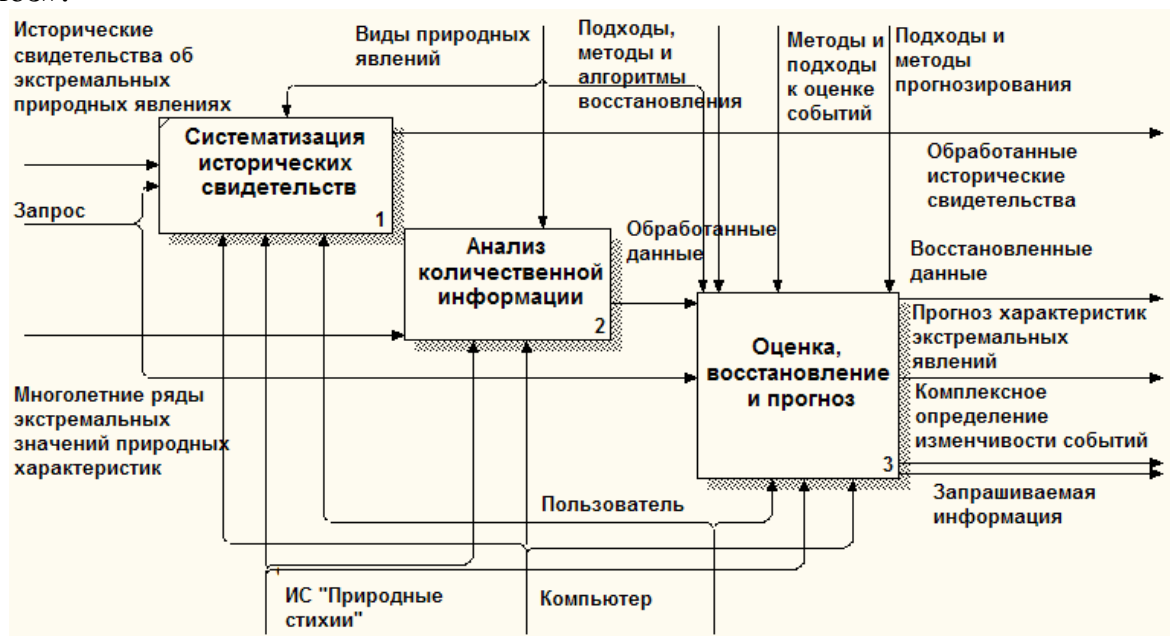 Исторические
свидетельства об
экстремальных
природных явлениях
Виды природных
явлений
Подходы,
методы и
алгоритмы
восстановления
Методы и
подходы
к оценке
событий
Подходы и
методы
прогнозирования
Систематизация
исторических
свидетельств
1
Обработанные
исторические
свидетельства
Запрос
Анализ
количественной
информации
2
Обработанные
данные
Восстановленные
данные
Оценка,
восстановление
и прогноз
3
Прогноз характеристик
экстремальных
явлений
Многолетние ряды
экстремальных
значений природных
характеристик
Комплексное
определение
изменчивости событий
Запрашиваемая
информация
Пользователь
ИС "Природные
стихии"
Компьютер